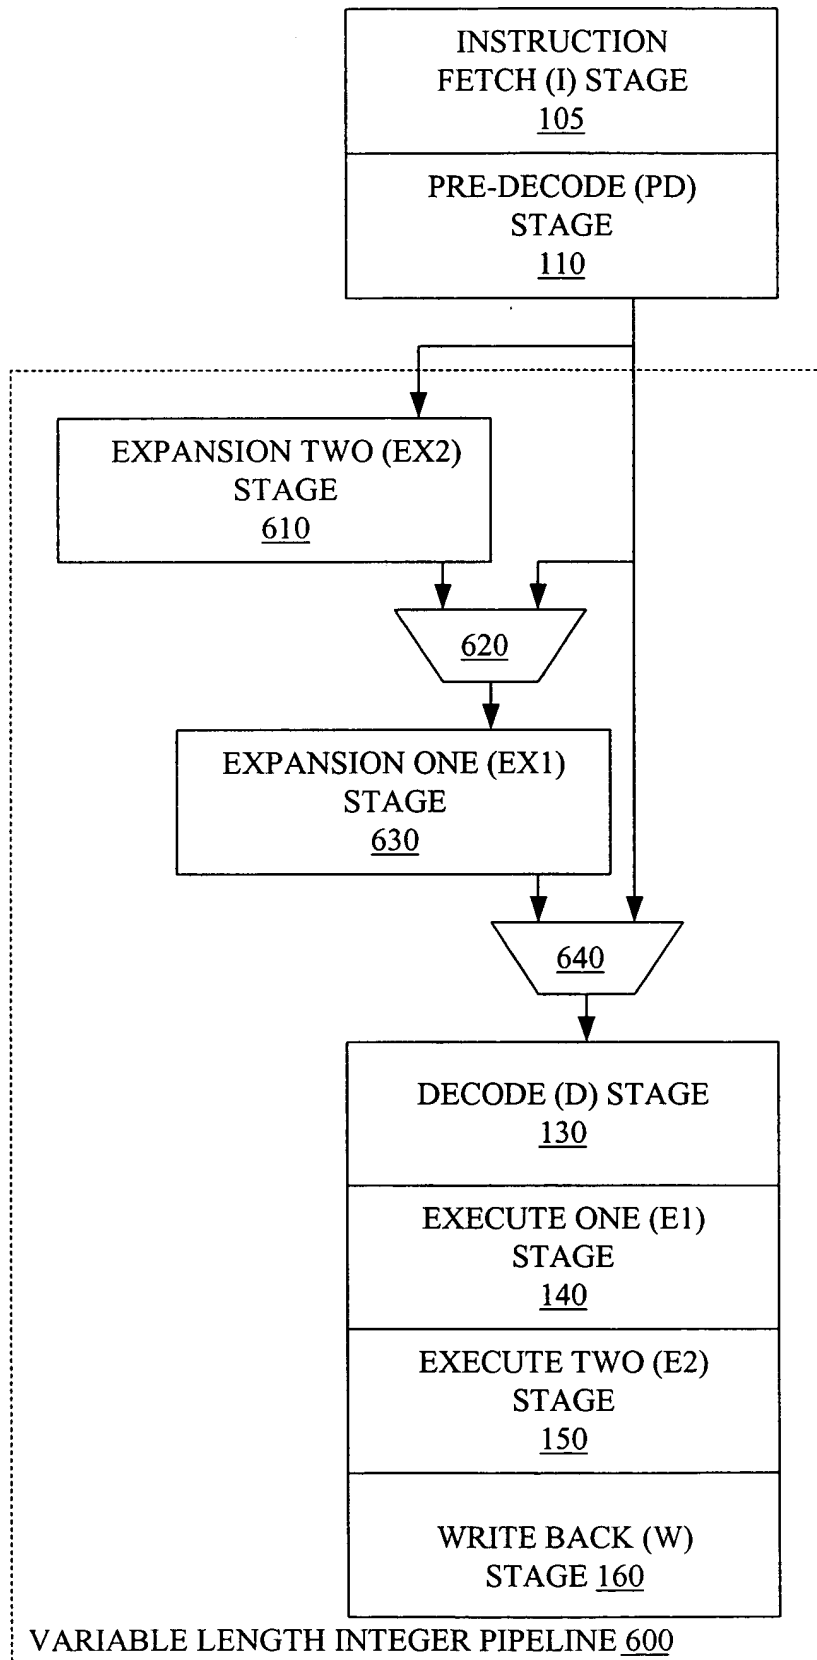 INSTRUCTION
FETCH (I) STAGE
105
PRE-DECODE (PD)
STAGE
110
EXPANSION TWO (EX2)
STAGE
610
620
EXPANSION ONE (EX1)
STAGE
630
640
DECODE (D) STAGE
130
EXECUTE ONE (E1)
STAGE
140
EXECUTE TWO (E2)
STAGE
150
WRITE BACK (W)
STAGE 160
VARIABLE LENGTH INTEGER PIPELINE 600